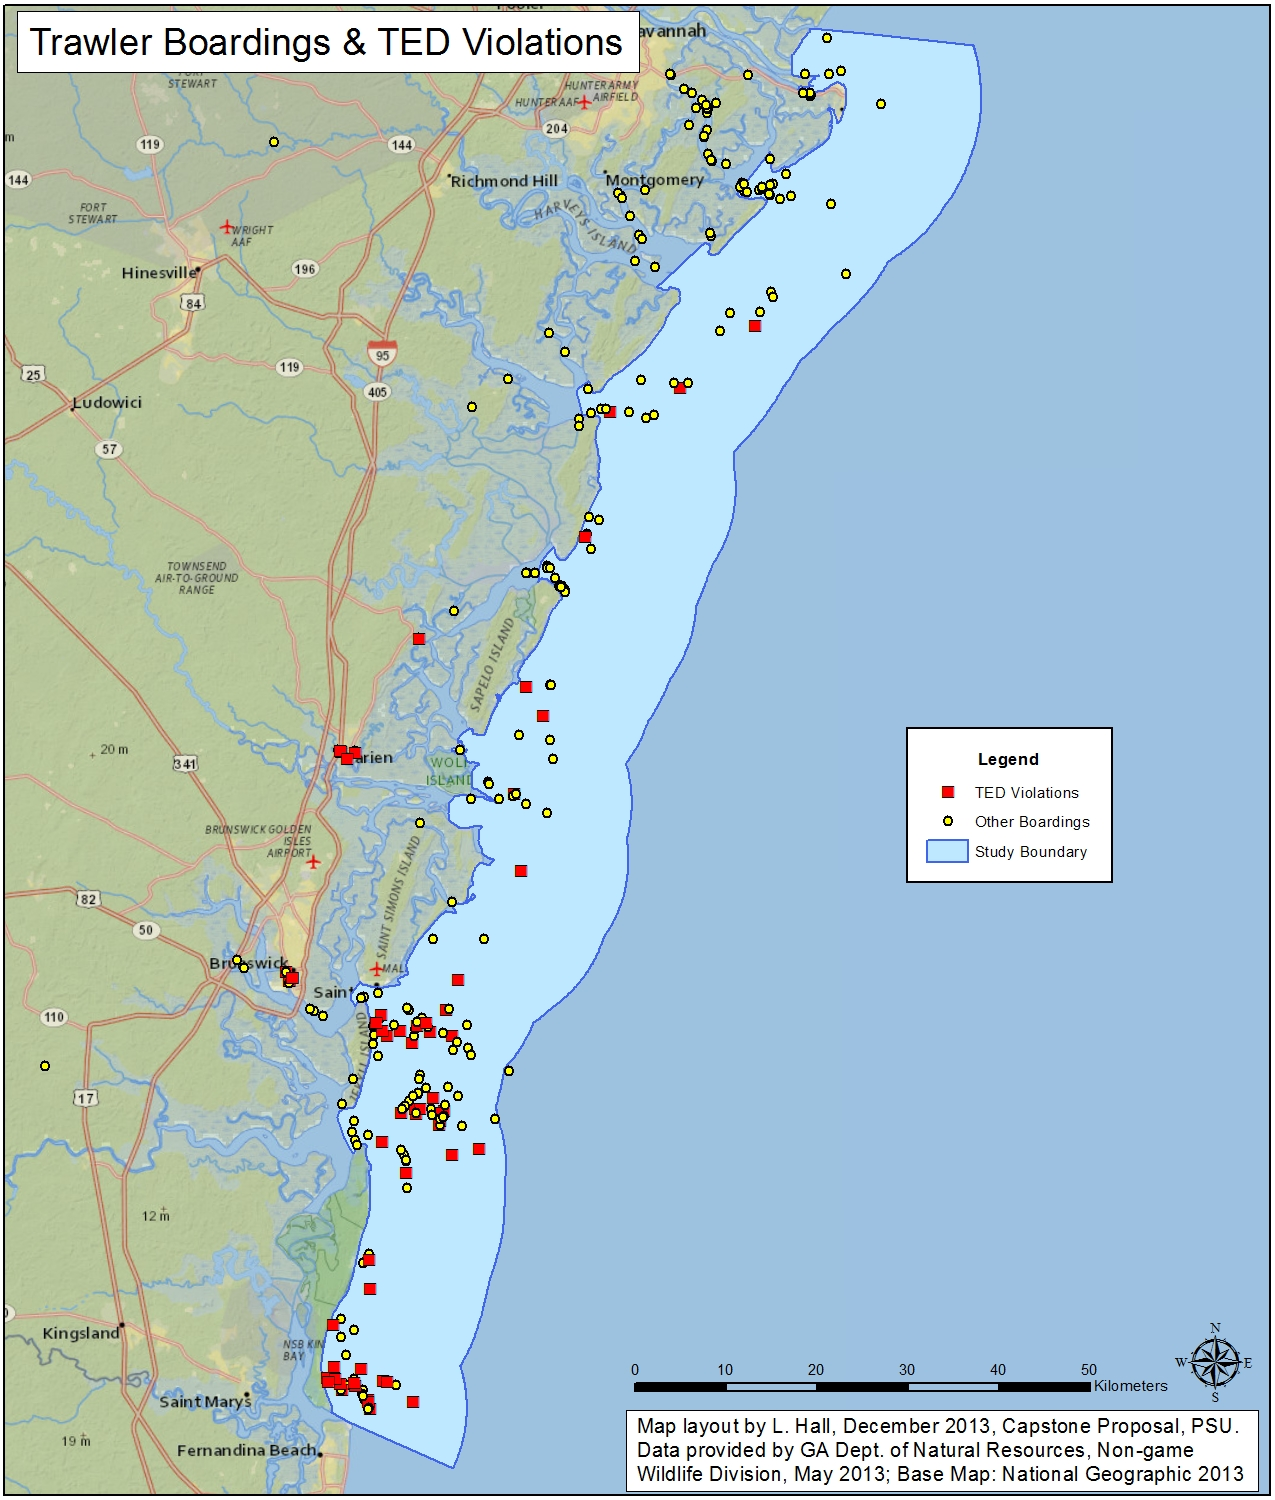 Trawler Boardings & TED Violations
avannah
FORT
STEWART
HUNTER ARMY
AIRFIELD
HUNTER AAF
204
119
144
144
m
Richmond Hill
Montgomery
HARVEYS ISLAND
FORT
STEWART
WRIGHT
AAF
Hinesville
196
84
95
119
25
405
Ludowici
57
TOWNSEND
AIR-TO-GROUND
RANGE
SAPELO ISLAND
20 m
341
arien
WOLF
ISLAND
BRUNSWICK GOLDEN
ISLES
AIRPORT
SAINT SIMONS ISLAND
82
50
Brunswick
MAL
Saint
110
JEKYLL ISLAND
17
12 m
Kingsland
NSB KIN
BAY
Saint Marys
19 m
Fernandina Beach
Legend
TED Violations
Other Boardings
Study Boundary
N
W E
S
0 10 20 30 40 50
Kilometers
Map layout by L. Hall, December 2013, Capstone Proposal, PSU.
Data provided by GA Dept. of Natural Resources, Non-game
Wildlife Division, May 2013; Base Map: National Geographic 2013